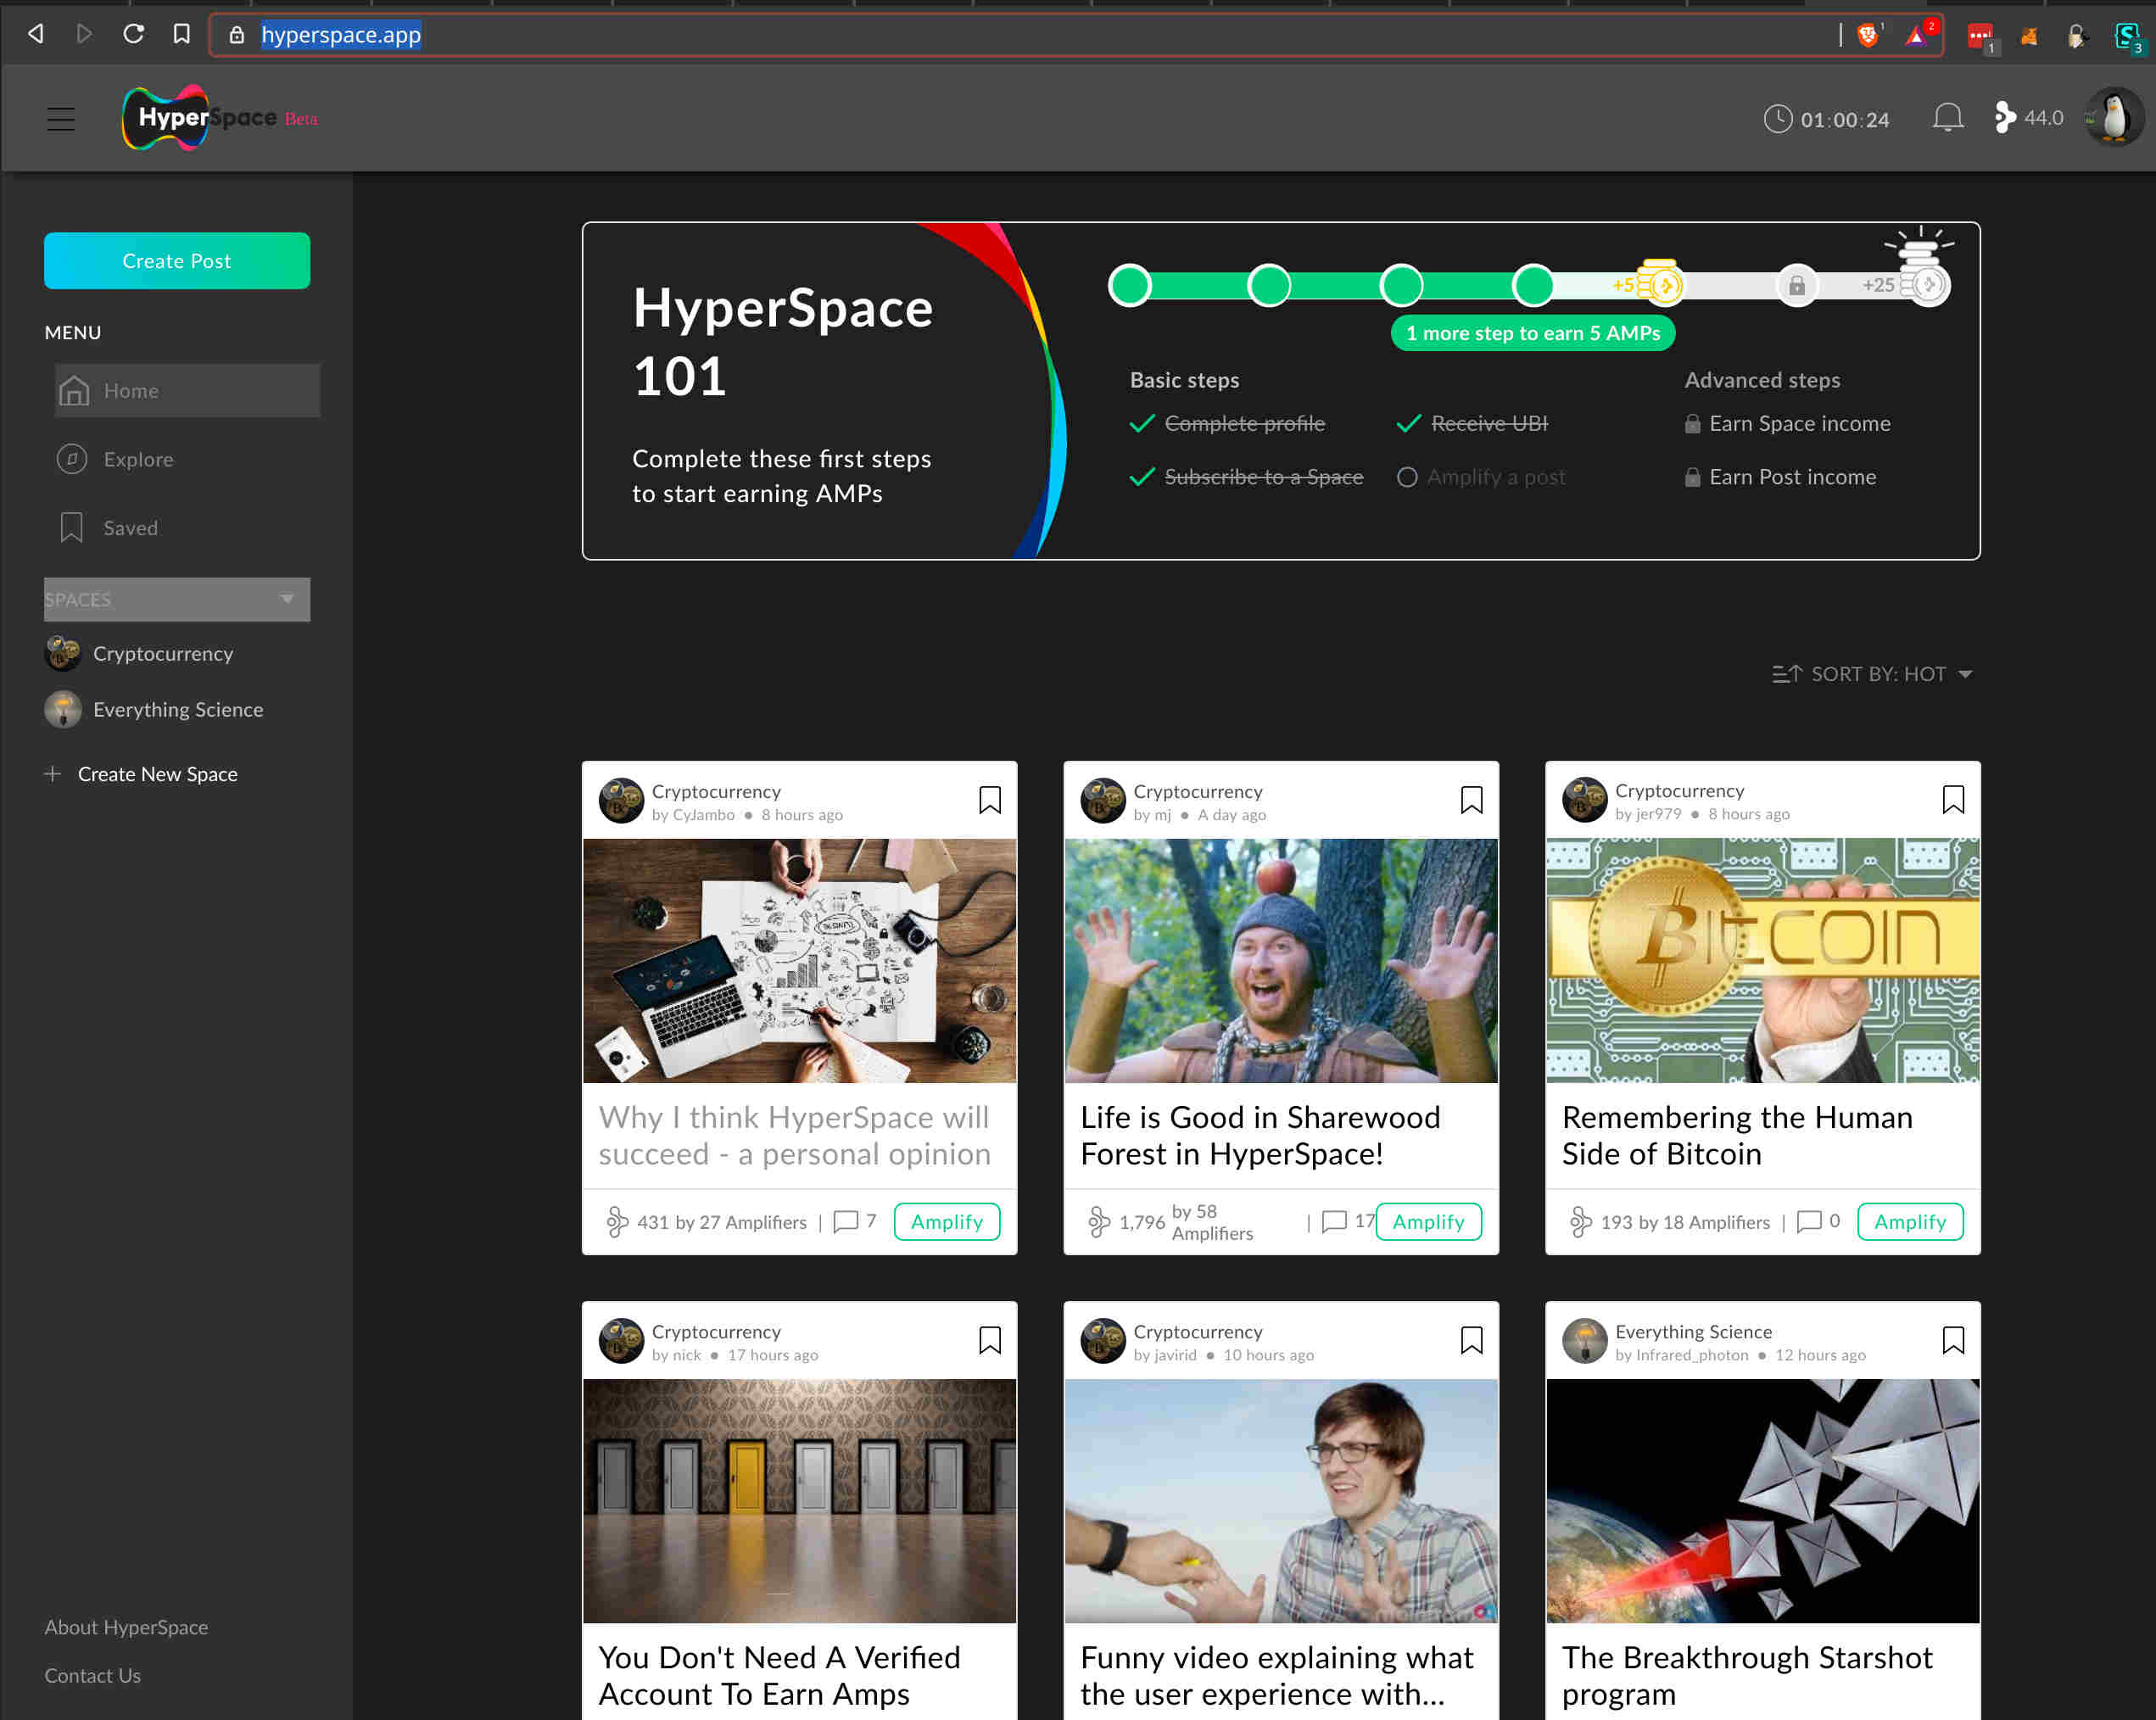 hyperspace.app
1
2
1
3
HyperSpace Beta
01:00:24
44.0
Create Post
MENU
Home
Explore
Saved
SPACES
Cryptocurrency
Everything Science
+ Create New Space
About HyperSpace
Contact Us
HyperSpace
101
Complete these first steps
to start earning AMPs
+5
+25
1 more step to earn 5 AMPs
Basic steps
Complete profile
Receive UBI
Subscribe to a Space
Amplify a post
Advanced steps
Earn Space income
Earn Post income
SORT BY: HOT
Cryptocurrency
by CyJambo • 8 hours ago
Why I think HyperSpace will
succeed - a personal opinion
431 by 27 Amplifiers | 7 Amplify
Cryptocurrency
by mj • A day ago
Life is Good in Sharewood
Forest in HyperSpace!
1,796 by 58
Amplifiers | 17 Amplify
Cryptocurrency
by jer979 • 8 hours ago
BITCOIN
Remembering the Human
Side of Bitcoin
193 by 18 Amplifiers | 0 Amplify
Cryptocurrency
by nick • 17 hours ago
You Don't Need A Verified
Account To Earn Amps
Cryptocurrency
by javirid • 10 hours ago
Funny video explaining what
the user experience with...
Everything Science
by Infrared_photon • 12 hours ago
The Breakthrough Starshot
program